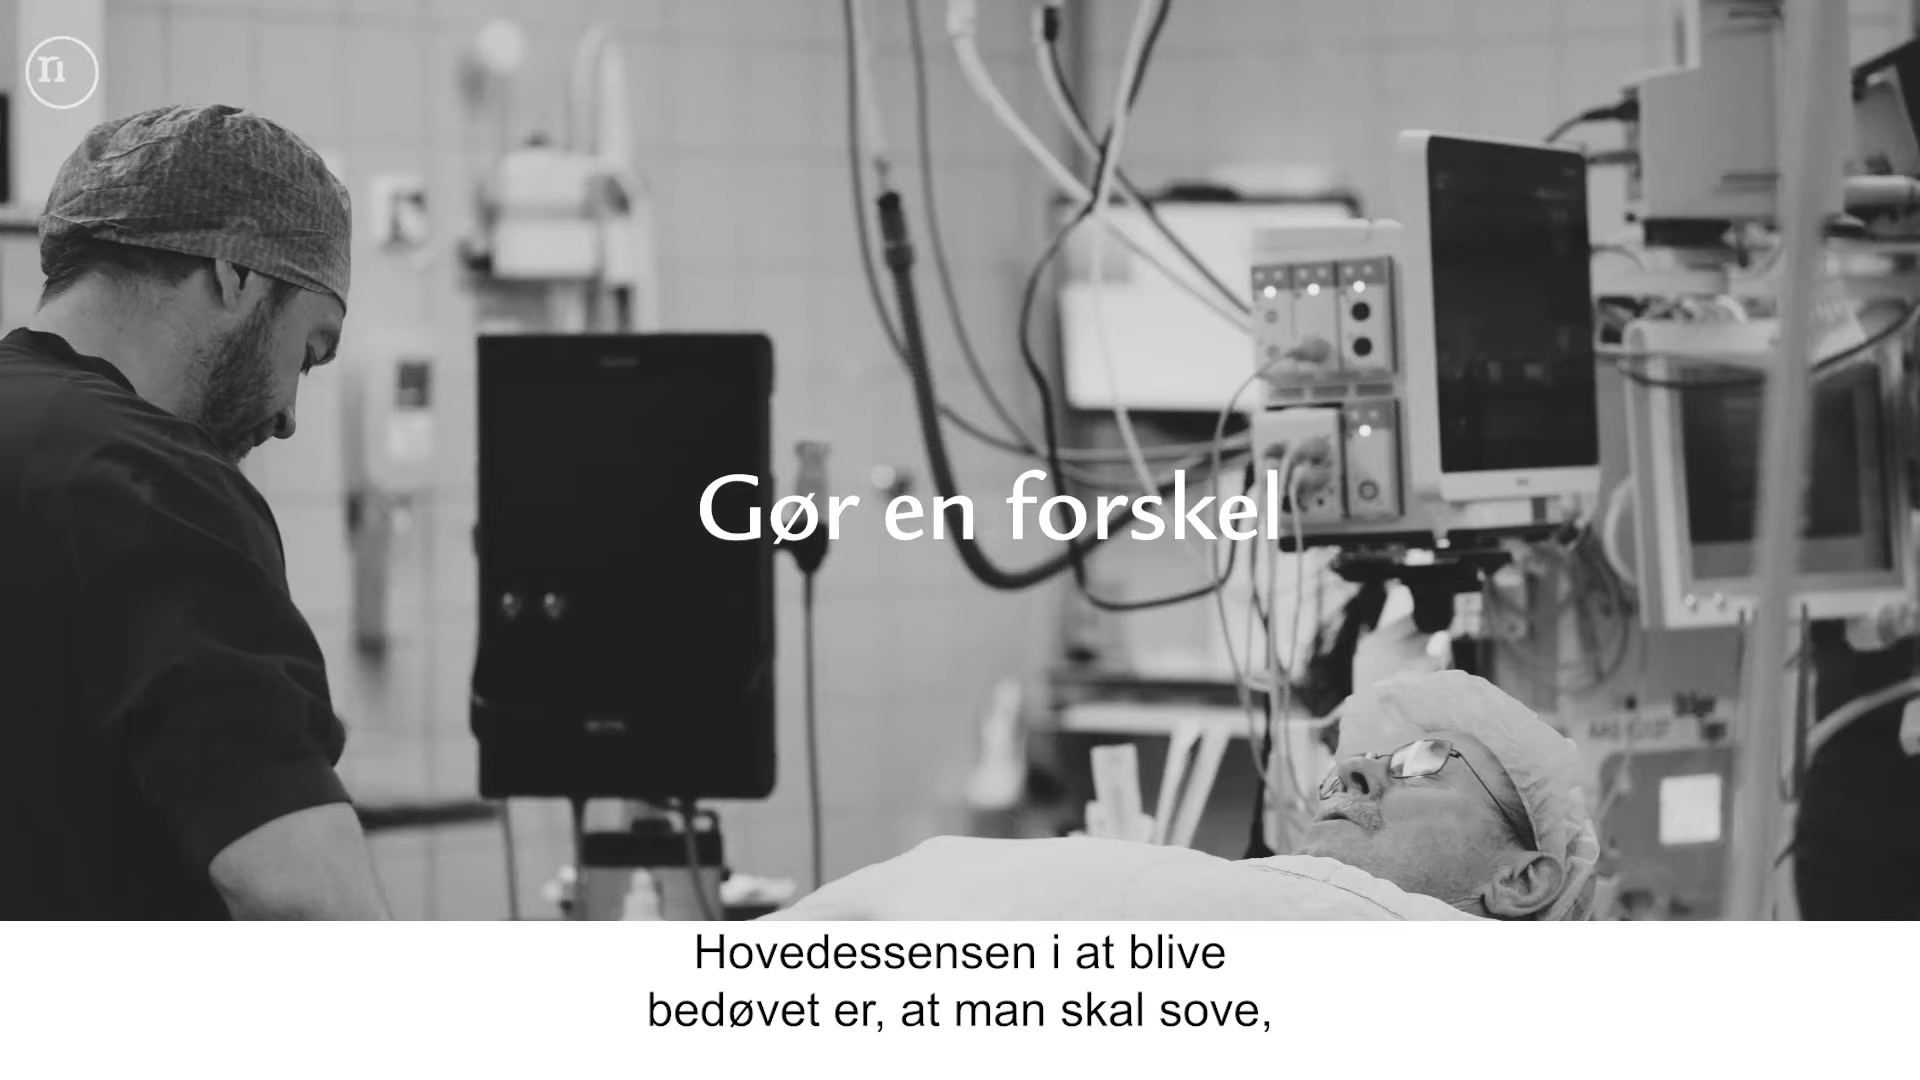 n
Gør en forskel
Hovedessensen i at blive
bedøvet er, at man skal sove,